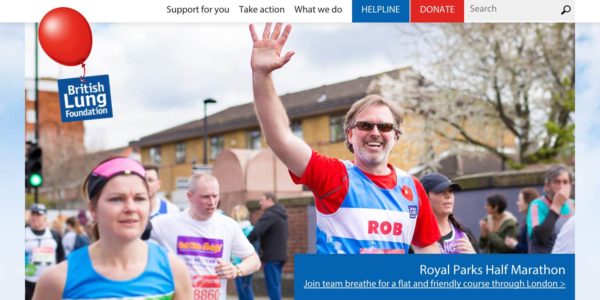 Support for you Take action What we do HELPLINE DONATE Search
British
Lung
Foundation
ROB
8860
Royal Parks Half Marathon
Join team breathe for a flat and friendly course through London >